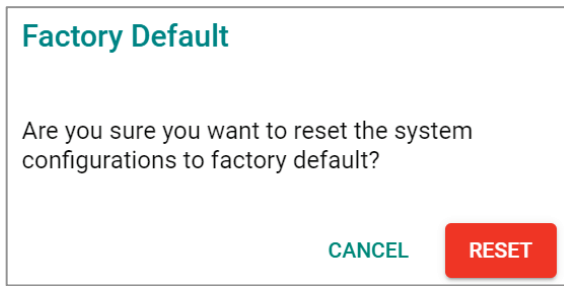 Factory Default
Are you sure you want to reset the system
configurations to factory default?
CANCEL
RESET